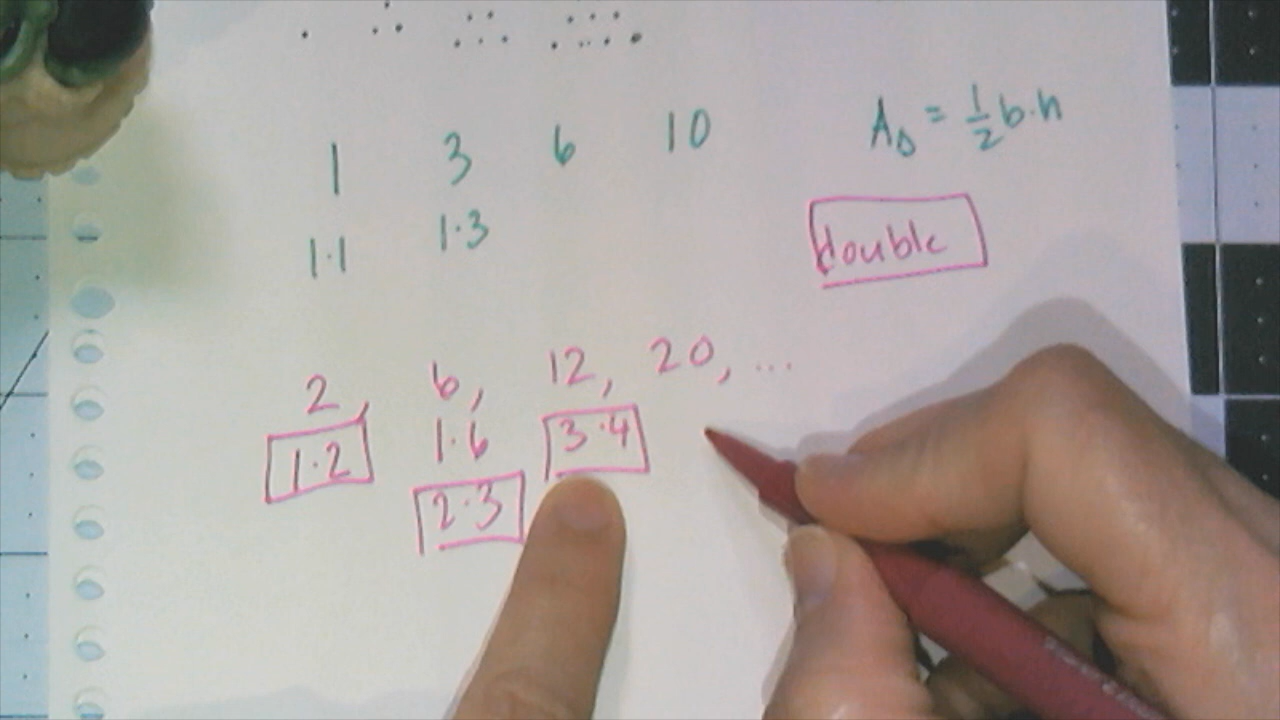 1 3 6 10
A△ = 1/2 b·h
1·1 1·3
double
2, 6, 12, 20, ...
1·2 1·6 3·4
2·3